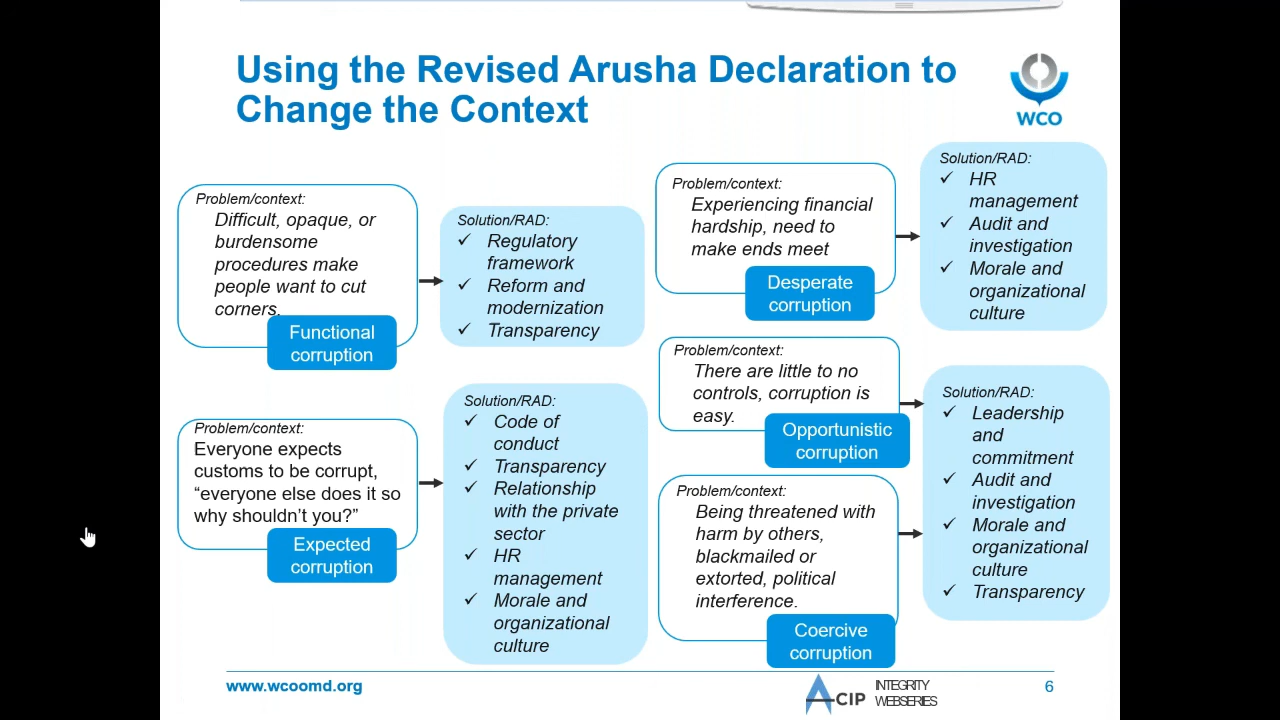 Using the Revised Arusha Declaration to
Change the Context
WCO
Problem/context:
Difficult, opaque, or
burdensome
procedures make
people want to cut
corners.
Functional
corruption
Solution/RAD:
Regulatory
framework
Reform and
modernization
Transparency
Problem/context:
Everyone expects
customs to be corrupt,
“everyone else does it so
why shouldn’t you?”
Expected
corruption
Solution/RAD:
Code of
conduct
Transparency
Relationship
with the private
sector
HR
management
Morale and
organizational
culture
Problem/context:
Experiencing financial
hardship, need to
make ends meet
Desperate
corruption
Solution/RAD:
HR
management
Audit and
investigation
Morale and
organizational
culture
Problem/context:
There are little to no
controls, corruption is
easy.
Opportunistic
corruption
Problem/context:
Being threatened with
harm by others,
blackmailed or
extorted, political
interference.
Coercive
corruption
Solution/RAD:
Leadership
and
commitment
Audit and
investigation
Morale and
organizational
culture
Transparency
www.wcoomd.org
ACIP
INTEGRITY
WEBSERIES
6